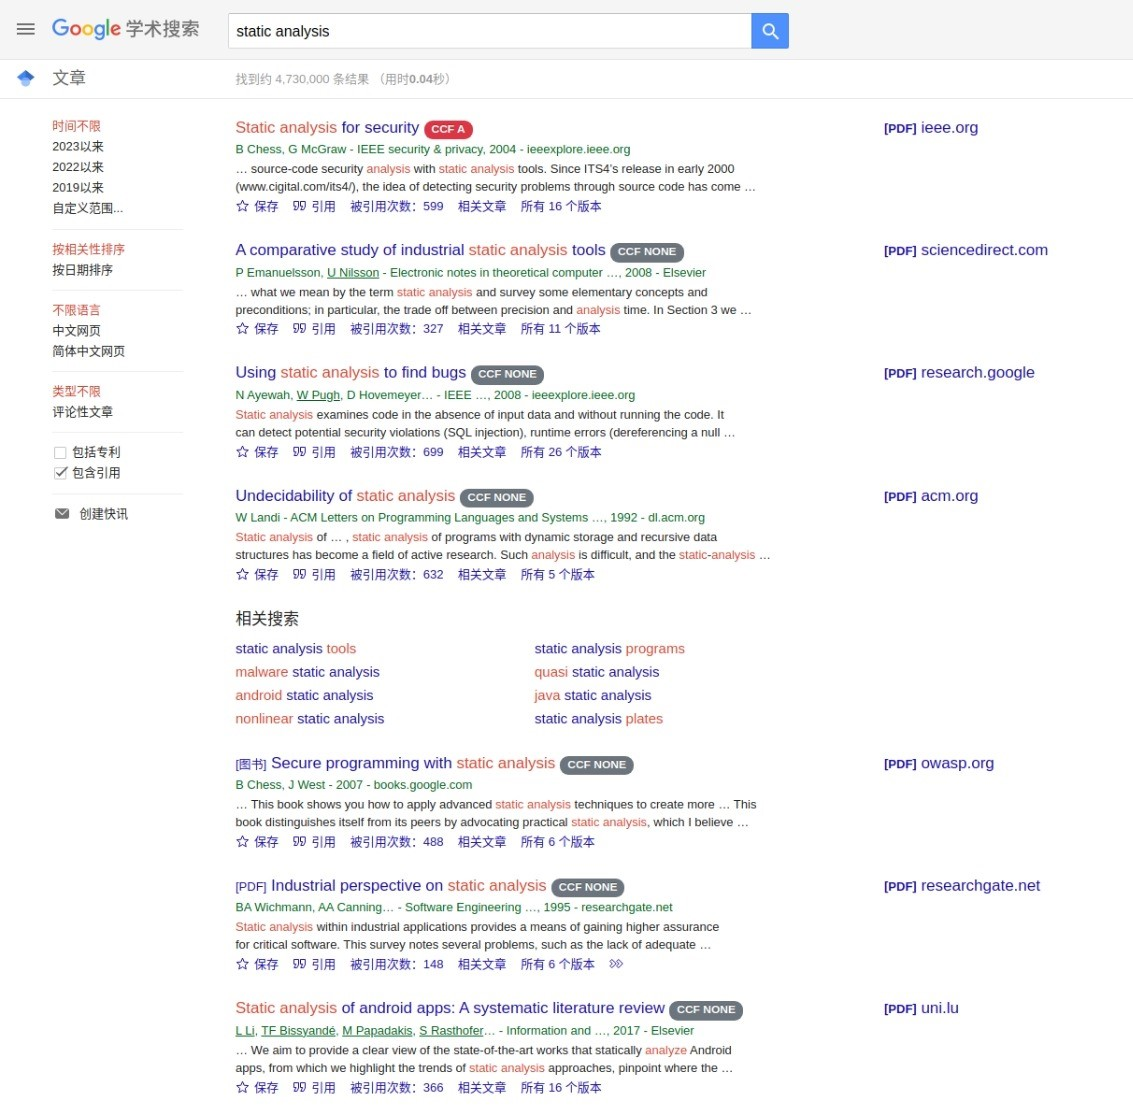 Google 学术搜索
static analysis
文章
找到约 4,730,000 条结果 （用时0.04秒）
时间不限
2023以来
2022以来
2019以来
自定义范围...
按相关性排序
按日期排序
不限语言
中文网页
简体中文网页
类型不限
评论性文章
包括专利
包含引用
创建快讯
Static analysis for security CCF A
[PDF] ieee.org
B Chess, G McGraw - IEEE security & privacy, 2004 - ieeexplore.ieee.org
… source-code security analysis with static analysis tools. Since ITS4's release in early 2000
(www.cigital.com/its4/), the idea of detecting security problems through source code has come …
保存 引用 被引用次数：599 相关文章 所有 16 个版本
A comparative study of industrial static analysis tools CCF NONE
[PDF] sciencedirect.com
P Emanuelsson, U Nilsson - Electronic notes in theoretical computer …, 2008 - Elsevier
… what we mean by the term static analysis and survey some elementary concepts and
preconditions; in particular, the trade off between precision and analysis time. In Section 3 we …
保存 引用 被引用次数：327 相关文章 所有 11 个版本
Using static analysis to find bugs CCF NONE
[PDF] research.google
N Ayewah, W Pugh, D Hovemeyer… - IEEE …, 2008 - ieeexplore.ieee.org
Static analysis examines code in the absence of input data and without running the code. It
can detect potential security violations (SQL injection), runtime errors (dereferencing a null …
保存 引用 被引用次数：699 相关文章 所有 26 个版本
Undecidability of static analysis CCF NONE
[PDF] acm.org
W Landi - ACM Letters on Programming Languages and Systems …, 1992 - dl.acm.org
Static analysis of … , static analysis of programs with dynamic storage and recursive data
structures has become a field of active research. Such analysis is difficult, and the static-analysis …
保存 引用 被引用次数：632 相关文章 所有 5 个版本
相关搜索
static analysis tools
static analysis programs
malware static analysis
quasi static analysis
android static analysis
java static analysis
nonlinear static analysis
static analysis plates
[图书] Secure programming with static analysis CCF NONE
[PDF] owasp.org
B Chess, J West - 2007 - books.google.com
… This book shows you how to apply advanced static analysis techniques to create more … This
book distinguishes itself from its peers by advocating practical static analysis, which I believe …
保存 引用 被引用次数：488 相关文章 所有 6 个版本
[PDF] Industrial perspective on static analysis CCF NONE
[PDF] researchgate.net
BA Wichmann, AA Canning… - Software Engineering …, 1995 - researchgate.net
Static analysis within industrial applications provides a means of gaining higher assurance
for critical software. This survey notes several problems, such as the lack of adequate …
保存 引用 被引用次数：148 相关文章 所有 6 个版本
Static analysis of android apps: A systematic literature review CCF NONE
[PDF] uni.lu
L Li, TF Bissyandé, M Papadakis, S Rasthofer… - Information and …, 2017 - Elsevier
… We aim to provide a clear view of the state-of-the-art works that statically analyze Android
apps, from which we highlight the trends of static analysis approaches, pinpoint where the …
保存 引用 被引用次数：366 相关文章 所有 16 个版本